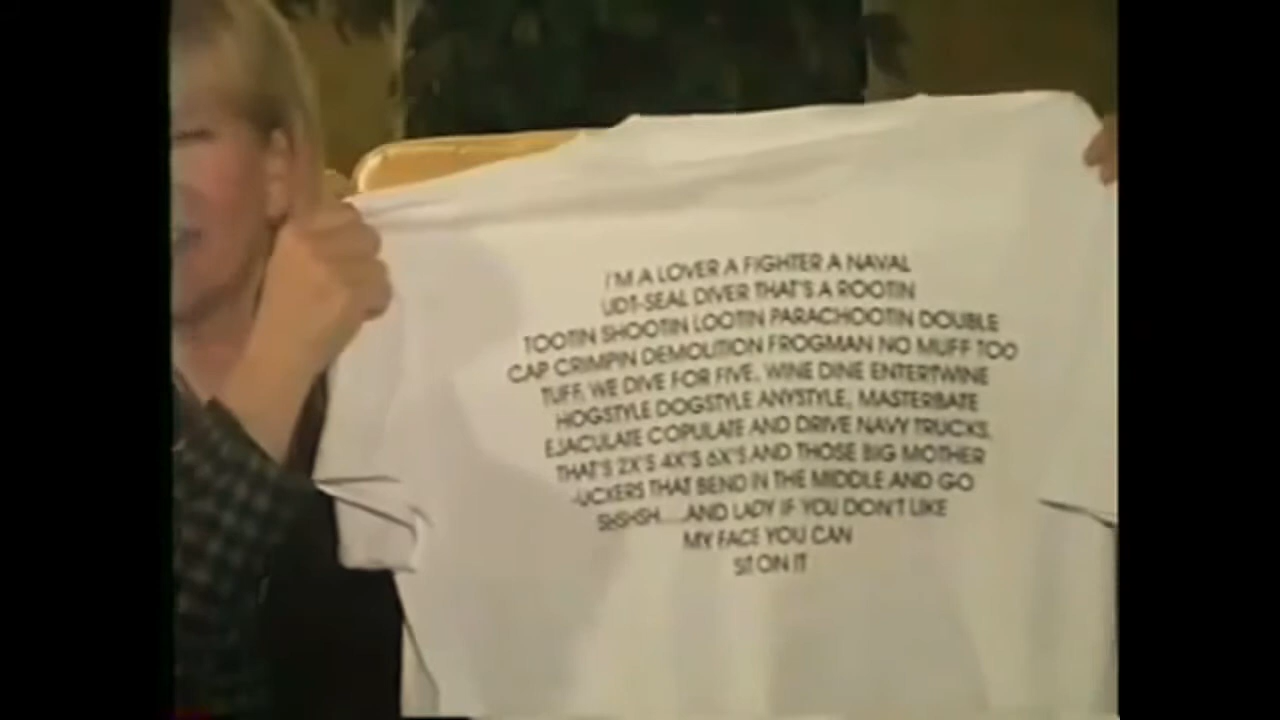 I'M A LOVER A FIGHTER A NAVAL
UDT-SEAL DIVER THAT'S A ROOTIN
TOOTIN SHOOTIN LOOTIN PARACHOOTIN DOUBLE
CAP CRIMPIN DEMOLITION FROGMAN NO MUFF TOO
TUFF, WE DIVE FOR FIVE, WINE DINE ENTERTWINE
HOGSTYLE DOGSTYLE ANYSTYLE, MASTERBATE
EJACULATE COPULATE AND DRIVE NAVY TRUCKS,
THAT'S 2X'S 4X'S 6X'S AND THOSE BIG MOTHER
-UCKERS THAT BEND IN THE MIDDLE AND GO
SHSHSH.....AND LADY IF YOU DON'T LIKE
MY FACE YOU CAN
SIT ON IT